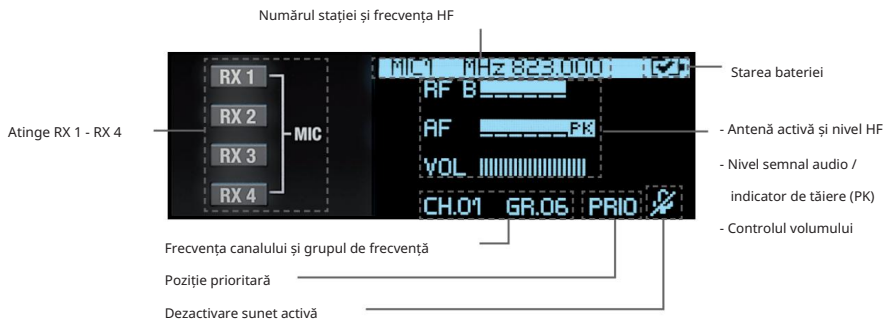 Numărul stației și frecvența HF
MIC1 MHz 823.000
Starea bateriei
RX 1
RF B
RX 2
Atinge RX 1 - RX 4
MIC
AF PK
- Antenă activă și nivel HF
RX 3
- Nivel semnal audio /
indicator de tăiere (PK)
VOL
RX 4
- Controlul volumului
CH.01 GR.06 PRIO
Frecvența canalului și grupul de frecvență
Poziție prioritară
Dezactivare sunet activă